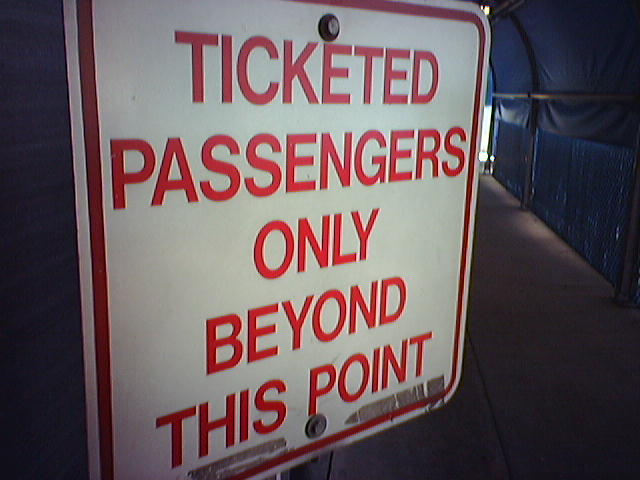 TICKETED
PASSENGERS
ONLY
BEYOND
THIS POINT